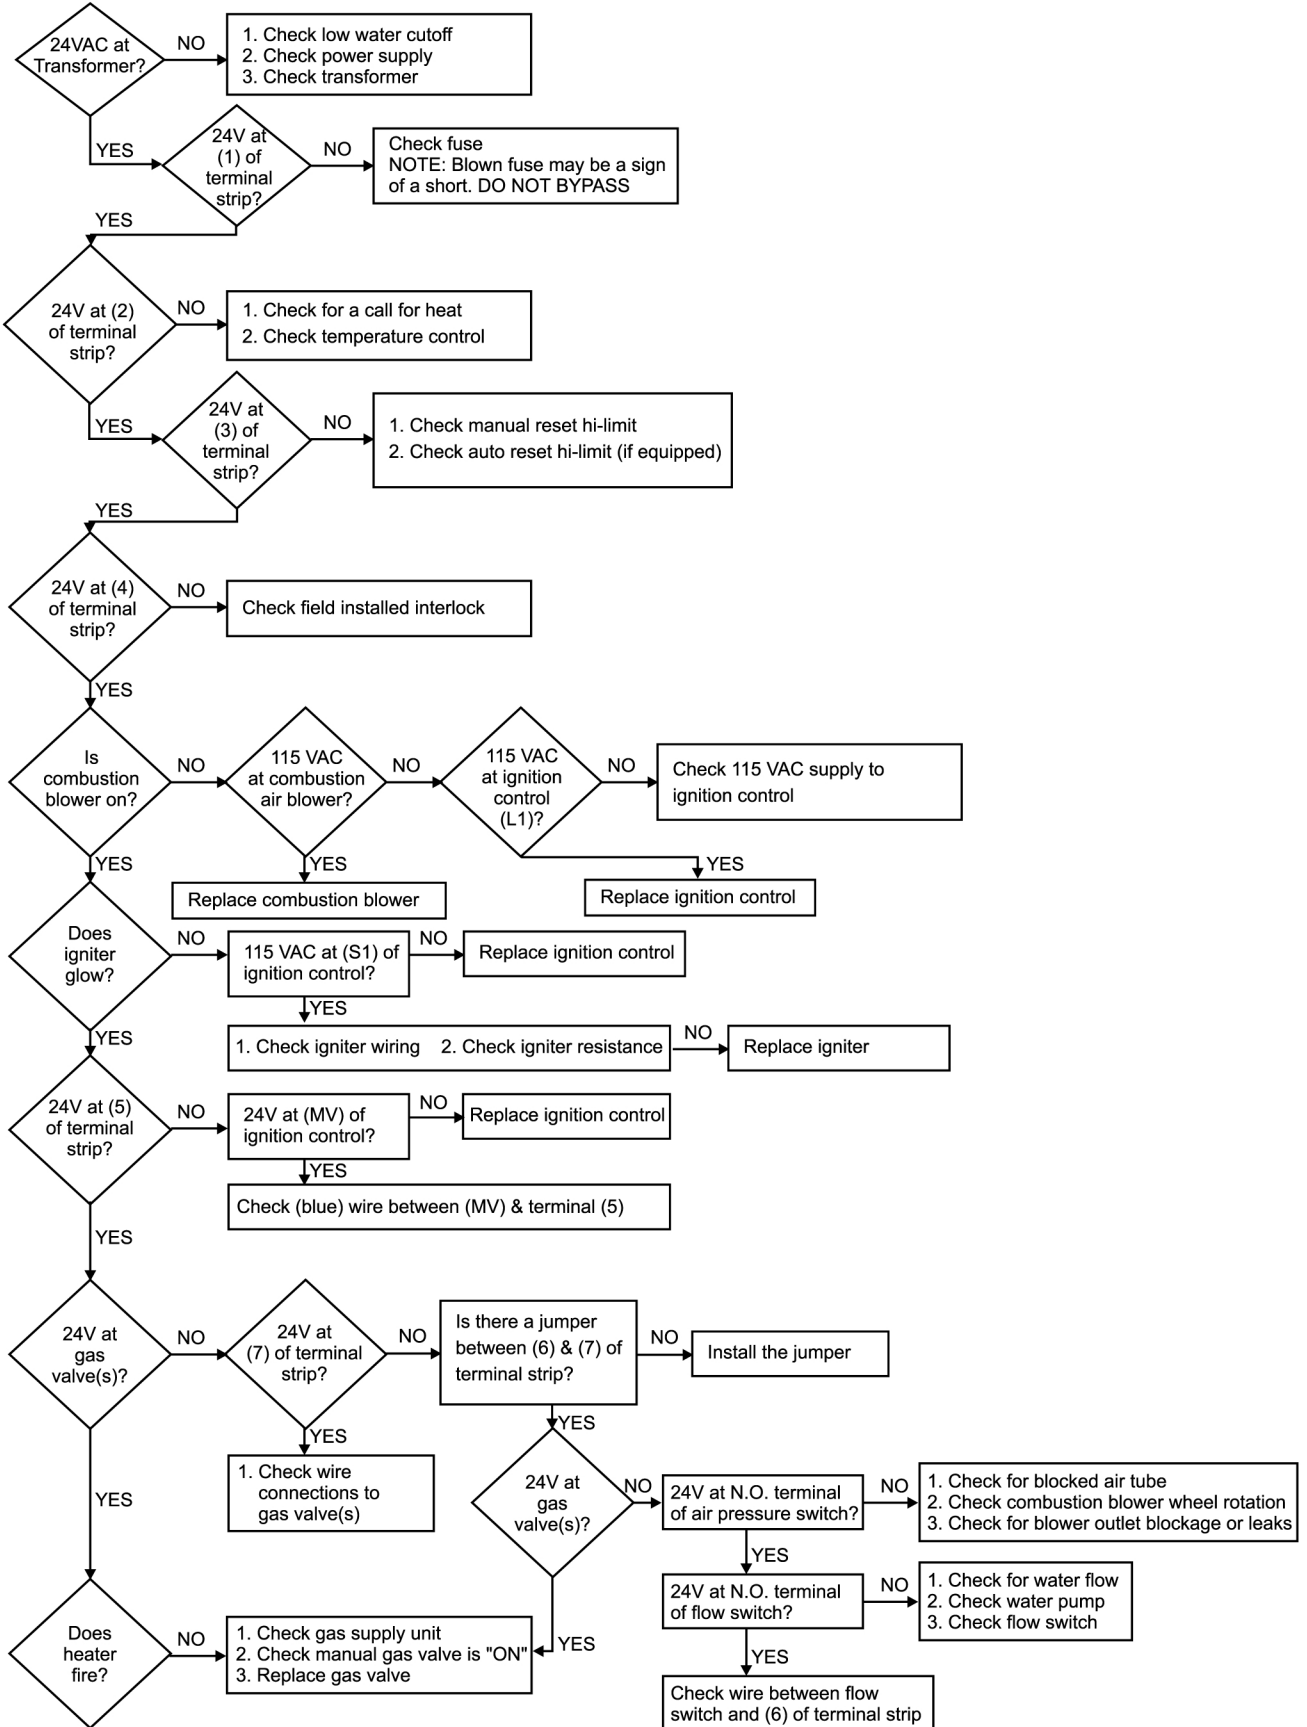 24VAC at
Transformer?
NO
1. Check low water cutoff
2. Check power supply
3. Check transformer
YES
24V at
(1) of
terminal
strip?
NO
Check fuse
NOTE: Blown fuse may be a sign
of a short. DO NOT BYPASS
YES
24V at (2)
of terminal
strip?
NO
1. Check for a call for heat
2. Check temperature control
YES
24V at
(3) of
terminal
strip?
NO
1. Check manual reset hi-limit
2. Check auto reset hi-limit (if equipped)
YES
24V at (4)
of terminal
strip?
NO
Check field installed interlock
YES
Is
combustion
blower on?
NO
115 VAC
at combustion
air blower?
NO
115 VAC
at ignition
control
(L1)?
NO
Check 115 VAC supply to
ignition control
YES
YES
YES
Replace combustion blower
Replace ignition control
Does
igniter
glow?
NO
115 VAC at (S1) of
ignition control?
NO
Replace ignition control
YES
1. Check igniter wiring 2. Check igniter resistance
NO
Replace igniter
YES
24V at (5)
of terminal
strip?
NO
24V at (MV) of
ignition control?
NO
Replace ignition control
YES
Check (blue) wire between (MV) & terminal (5)
YES
24V at
gas
valve(s)?
NO
24V at
(7) of terminal
strip?
NO
Is there a jumper
between (6) & (7) of
terminal strip?
NO
Install the jumper
YES
1. Check wire
connections to
gas valve(s)
YES
24V at
gas
valve(s)?
NO
24V at N.O. terminal
of air pressure switch?
NO
1. Check for blocked air tube
2. Check combustion blower wheel rotation
3. Check for blower outlet blockage or leaks
YES
YES
24V at N.O. terminal
of flow switch?
NO
1. Check for water flow
2. Check water pump
3. Check flow switch
Does
heater
fire?
NO
1. Check gas supply unit
2. Check manual gas valve is "ON"
3. Replace gas valve
YES
YES
Check wire between flow
switch and (6) of terminal strip